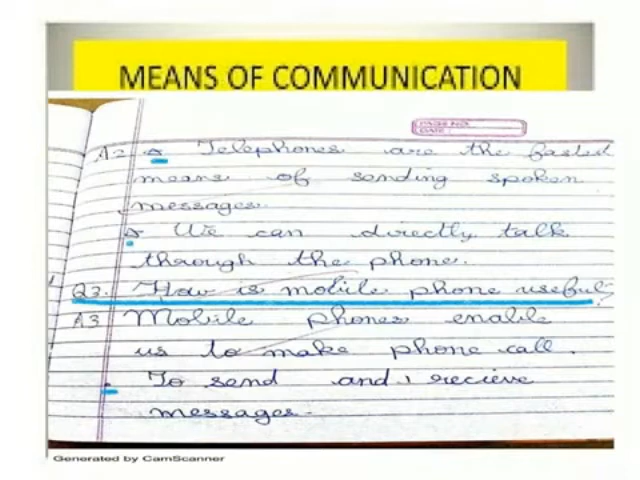 MEANS OF COMMUNICATION
PAGE NO.
DATE:
A2 Telephones are the fastest
means of sending spoken
messages.
We can directly talk
through the phone.
Q3. How is mobile phone useful?
A3 Mobile phones enable
us to make phone call.
To send and recieve
messages.
Generated by CamScanner